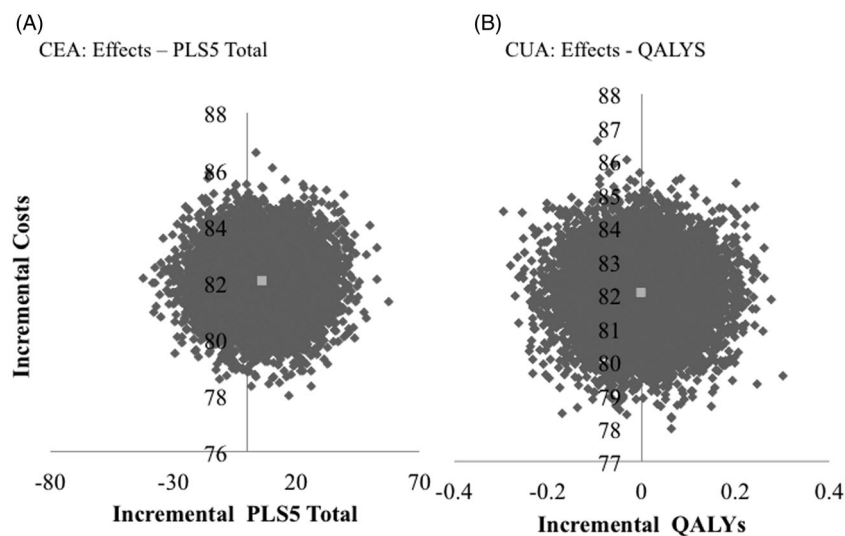 (A)
CEA: Effects – PLS5 Total
88
86
84
82
80
78
76
-80 -30 20 70
Incremental Costs
Incremental PLS5 Total
(B)
CUA: Effects - QALYS
88
87
86
85
84
83
82
81
80
79
78
77
-0.4 -0.2 0 0.2 0.4
Incremental QALYs